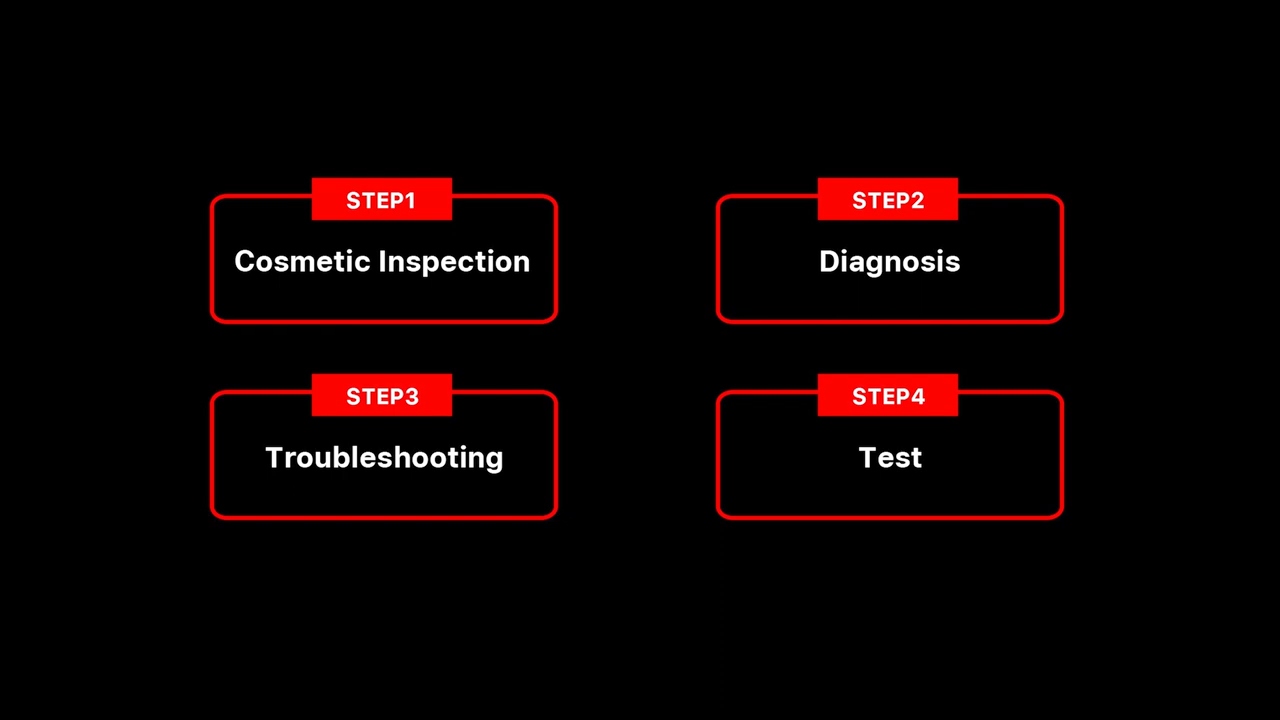 STEP1
Cosmetic Inspection
STEP2
Diagnosis
STEP3
Troubleshooting
STEP4
Test